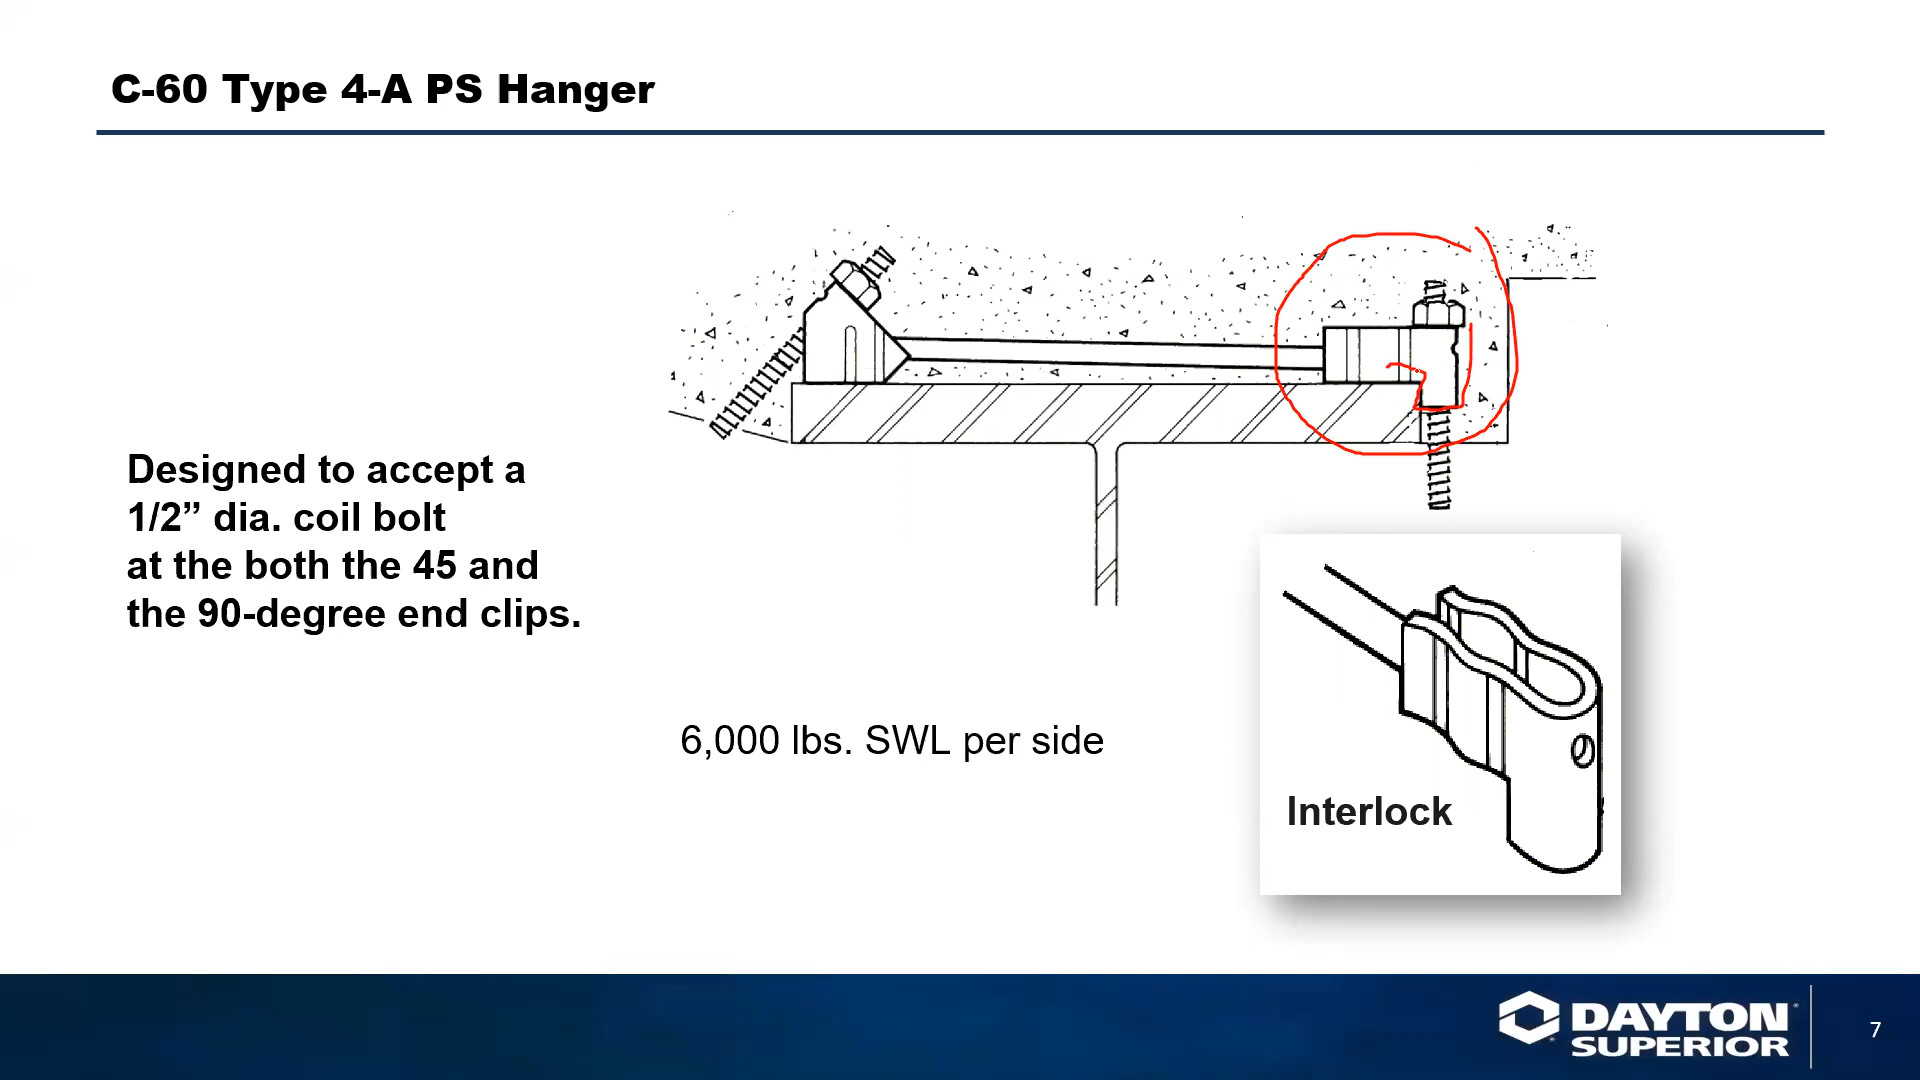 C-60 Type 4-A PS Hanger
Designed to accept a
1/2” dia. coil bolt
at the both the 45 and
the 90-degree end clips.
6,000 lbs. SWL per side
Interlock
DAYTON
SUPERIOR
7